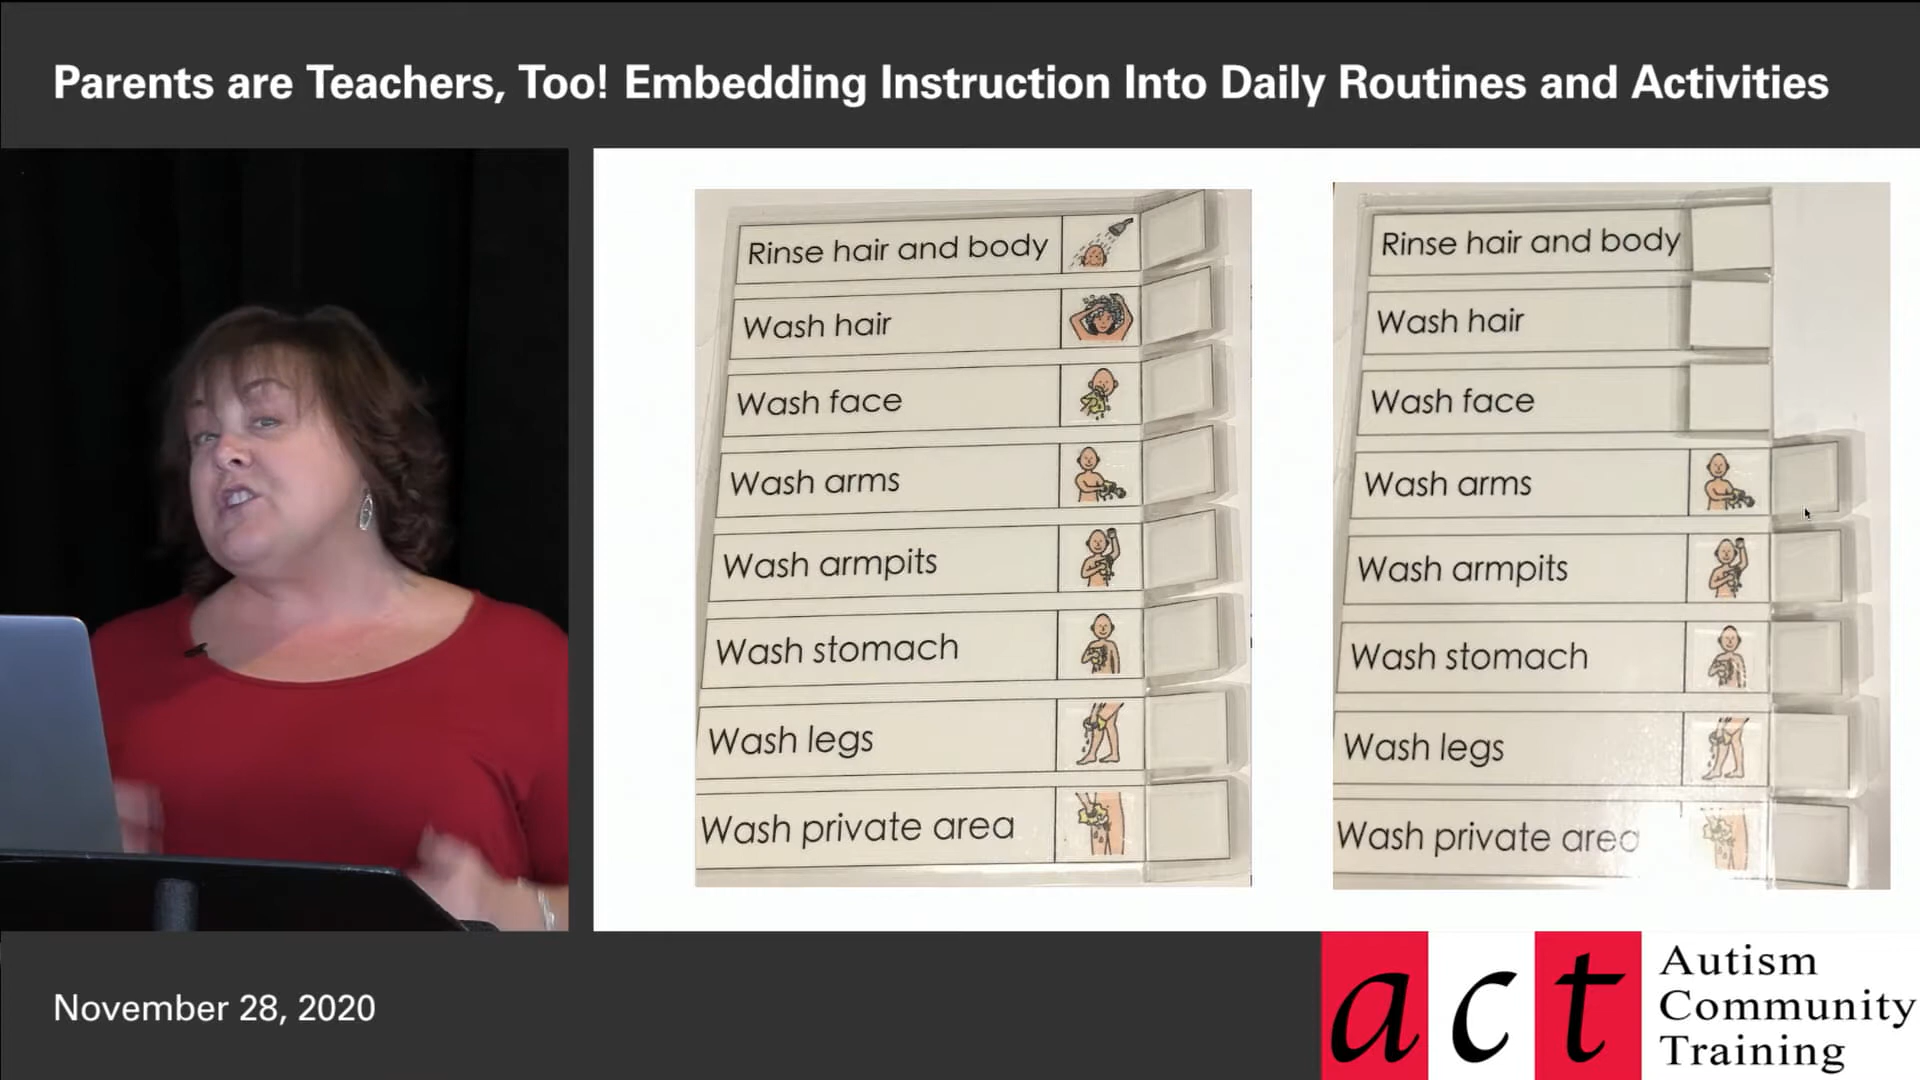 Parents are Teachers, Too! Embedding Instruction Into Daily Routines and Activities
Rinse hair and body
Wash hair
Wash face
Wash arms
Wash armpits
Wash stomach
Wash legs
Wash private area
Rinse hair and body
Wash hair
Wash face
Wash arms
Wash armpits
Wash stomach
Wash legs
Wash private area
November 28, 2020
act
Autism
Community
Training